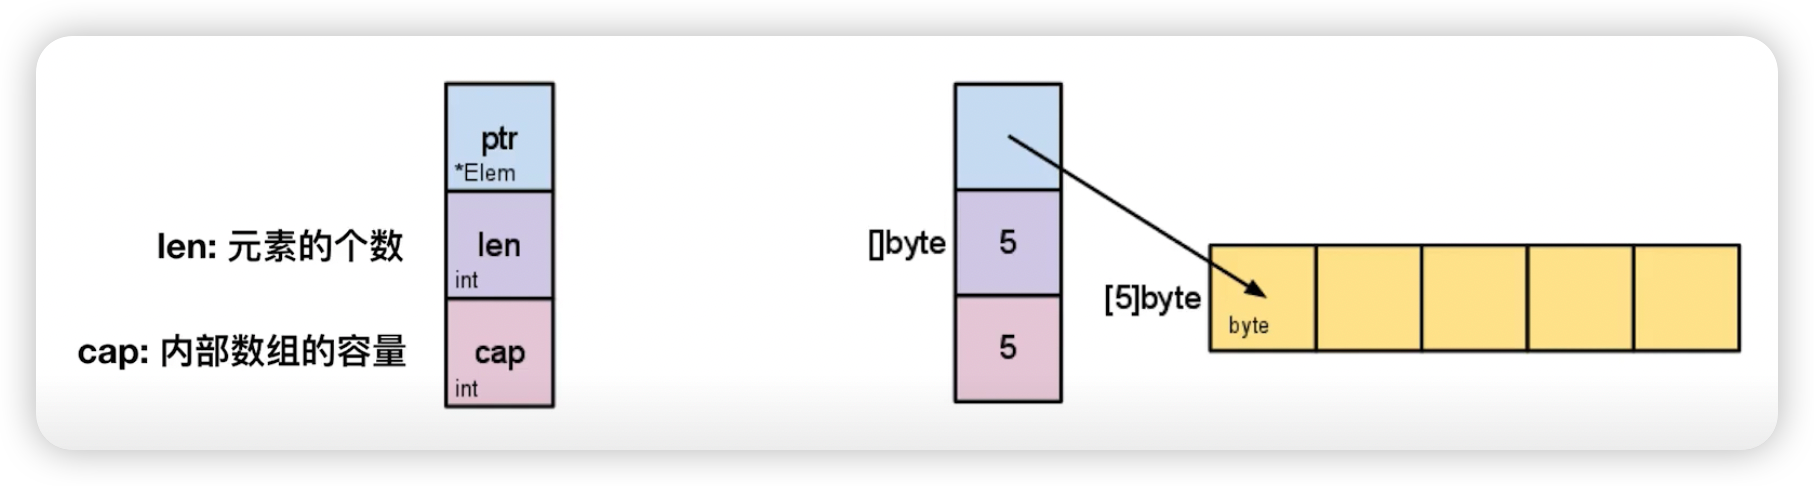 ptr
*Elem
len: 元素的个数
len
int
cap: 内部数组的容量
cap
int
[]byte
5
5
[5]byte
byte